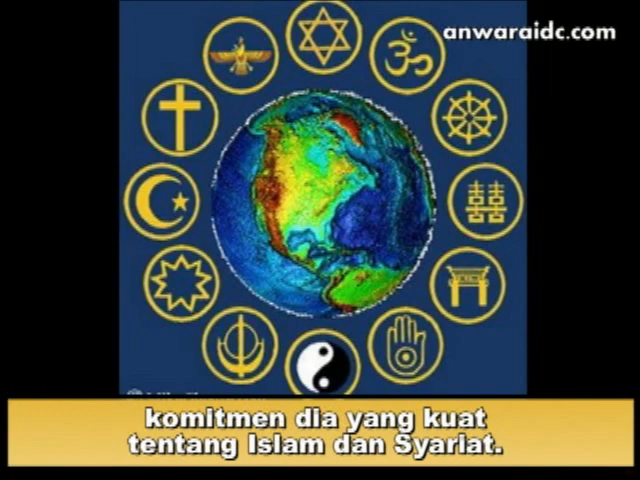 anwaraidc.com
komitmen dia yang kuat
tentang Islam dan Syariat.